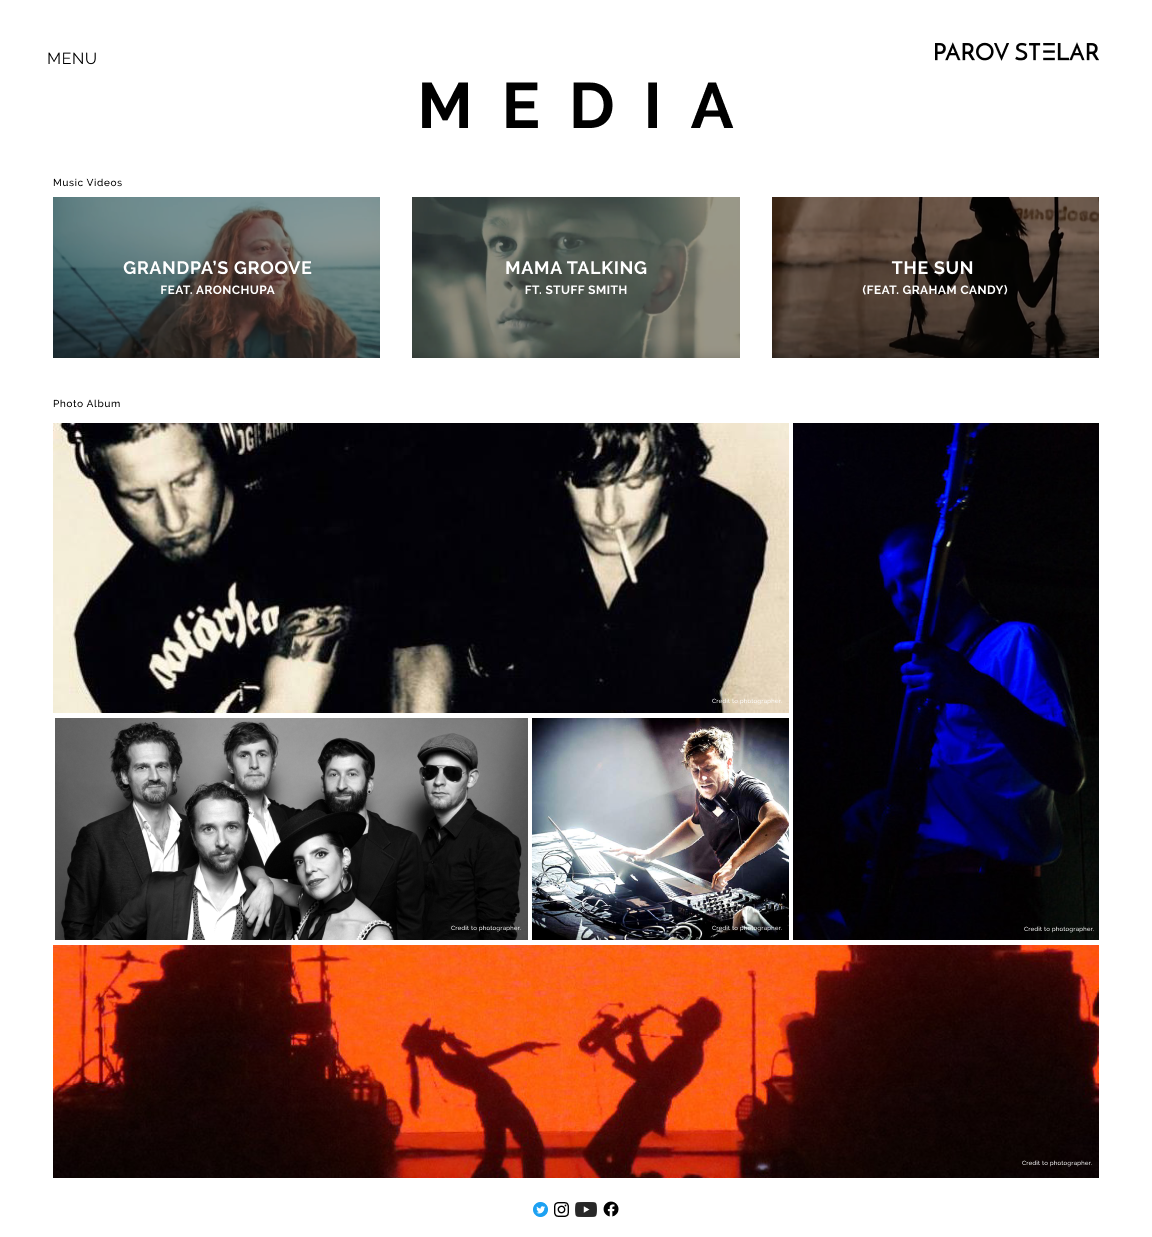 MENU
PAROV STELAR
MEDIA
Music Videos
GRANDPA'S GROOVE
FEAT. ARONCHUPA
MAMA TALKING
FT. STUFF SMITH
THE SUN
(FEAT. GRAHAM CANDY)
Photo Album
Credit to photographer.
Credit to photographer.
Credit to photographer.
Credit to photographer.
Credit to photographer.